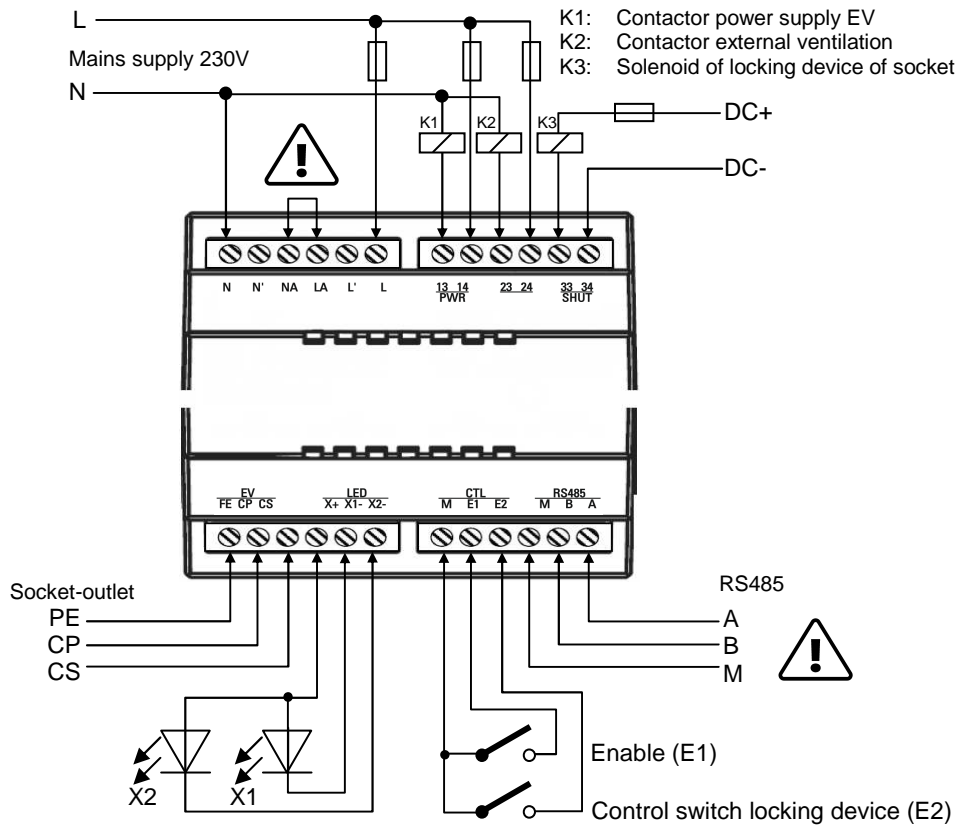 L
K1: Contactor power supply EV
K2: Contactor external ventilation
K3: Solenoid of locking device of socket
Mains supply 230V
N
DC+
K1 K2 K3
DC-
N N' NA LA L' L 13 14 23 24 33 34
PWR SHUT
EV LED CTL RS485
FE CP CS X+ X1- X2- M E1 E2 M B A
Socket-outlet
RS485
PE
A
CP
B
CS
M
Enable (E1)
X2 X1
Control switch locking device (E2)